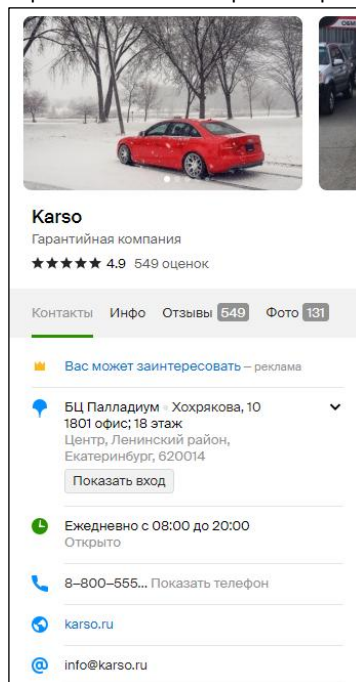 Karso
Гарантийная компания
4.9 549 оценок
Контакты Инфо Отзывы 549 Фото 131
Вас может заинтересовать – реклама
БЦ Палладиум • Хохрякова, 10
1801 офис; 18 этаж
Центр, Ленинский район,
Екатеринбург, 620014
Показать вход
Ежедневно с 08:00 до 20:00
Открыто
8–800–555... Показать телефон
karso.ru
info@karso.ru